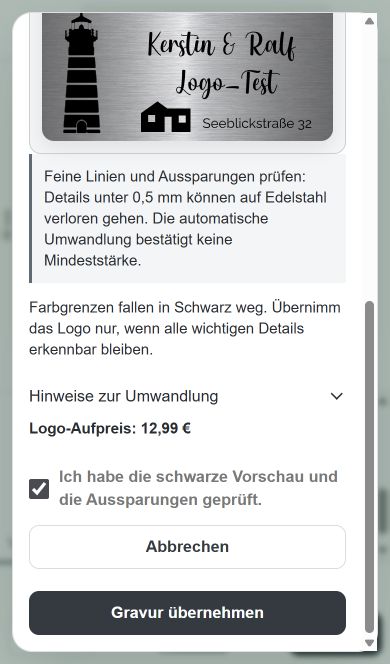 Kerstin & Ralf
Logo-Test
Seeblickstraße 32
Feine Linien und Aussparungen prüfen:
Details unter 0,5 mm können auf Edelstahl
verloren gehen. Die automatische
Umwandlung bestätigt keine
Mindeststärke.
Farbgrenzen fallen in Schwarz weg. Übernimm
das Logo nur, wenn alle wichtigen Details
erkennbar bleiben.
Hinweise zur Umwandlung
Logo-Aufpreis: 12,99 €
Ich habe die schwarze Vorschau und
die Aussparungen geprüft.
Abbrechen
Gravur übernehmen